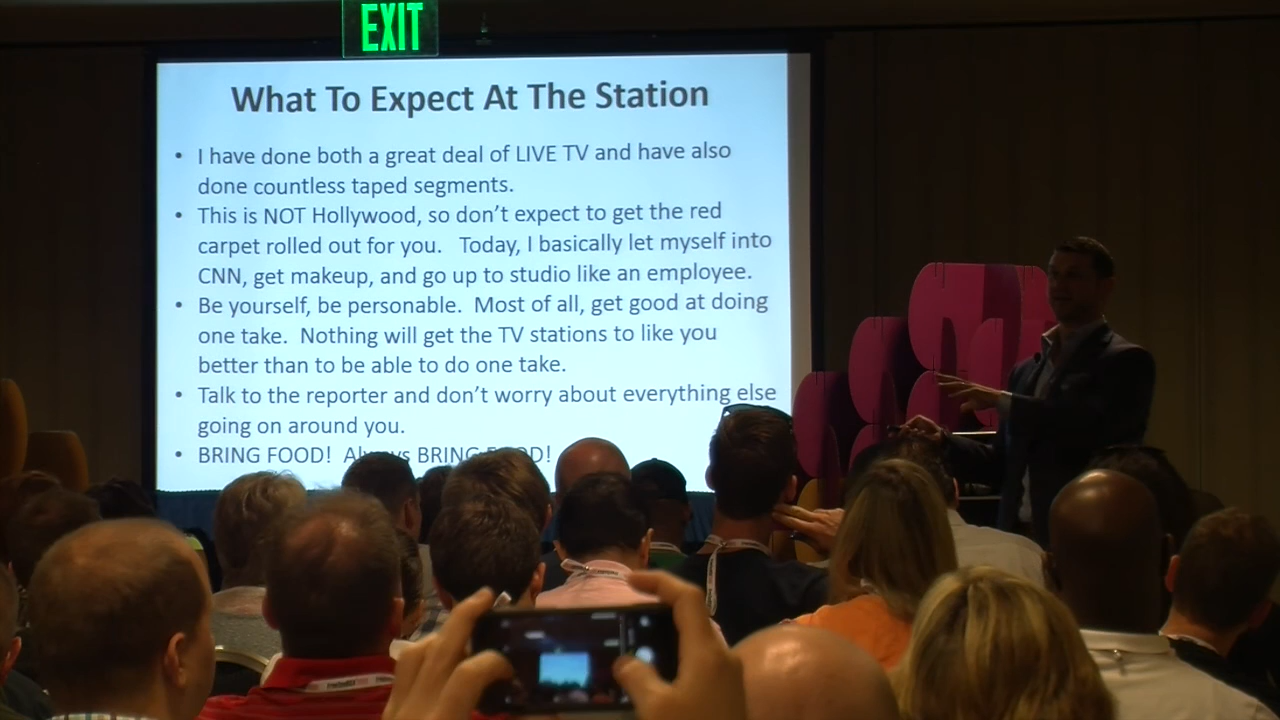 EXIT
What To Expect At The Station
• I have done both a great deal of LIVE TV and have also
done countless taped segments.
• This is NOT Hollywood, so don't expect to get the red
carpet rolled out for you. Today, I basically let myself into
CNN, get makeup, and go up to studio like an employee.
• Be yourself, be personable. Most of all, get good at doing
one take. Nothing will get the TV stations to like you
better than to be able to do one take.
• Talk to the reporter and don't worry about everything else
going on around you.
• BRING FOOD! Always BRING FOOD!